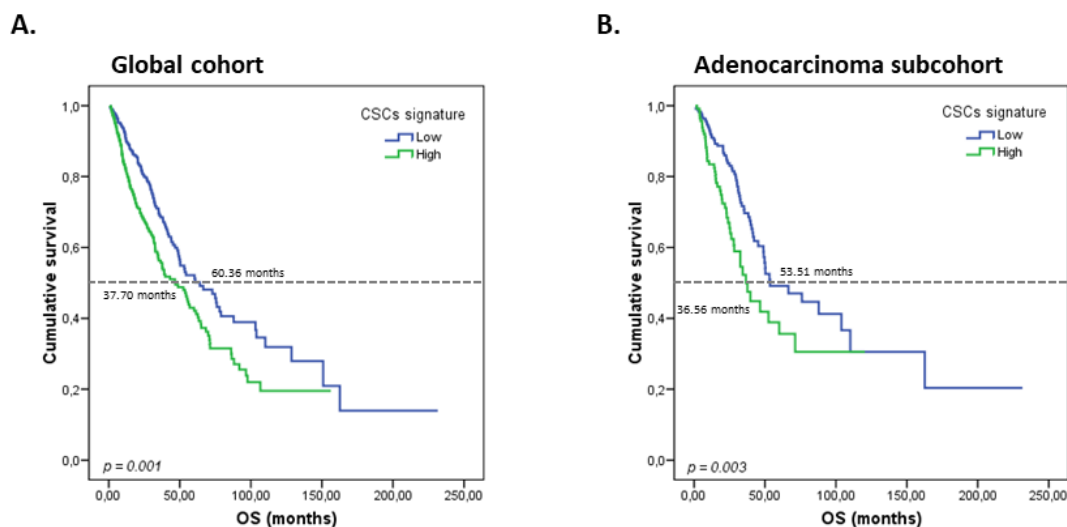 A.
Global cohort
CSCs signature
Low
High
1,0
0,8
0,6
0,4
0,2
0,0
Cumulative survival
60.36 months
37.70 months
p = 0.001
0,00 50,00 100,00 150,00 200,00 250,00
OS (months)
B.
Adenocarcinoma subcohort
CSCs signature
Low
High
1,0
0,8
0,6
0,4
0,2
0,0
Cumulative survival
53.51 months
36.56 months
p = 0.003
0,00 50,00 100,00 150,00 200,00 250,00
OS (months)